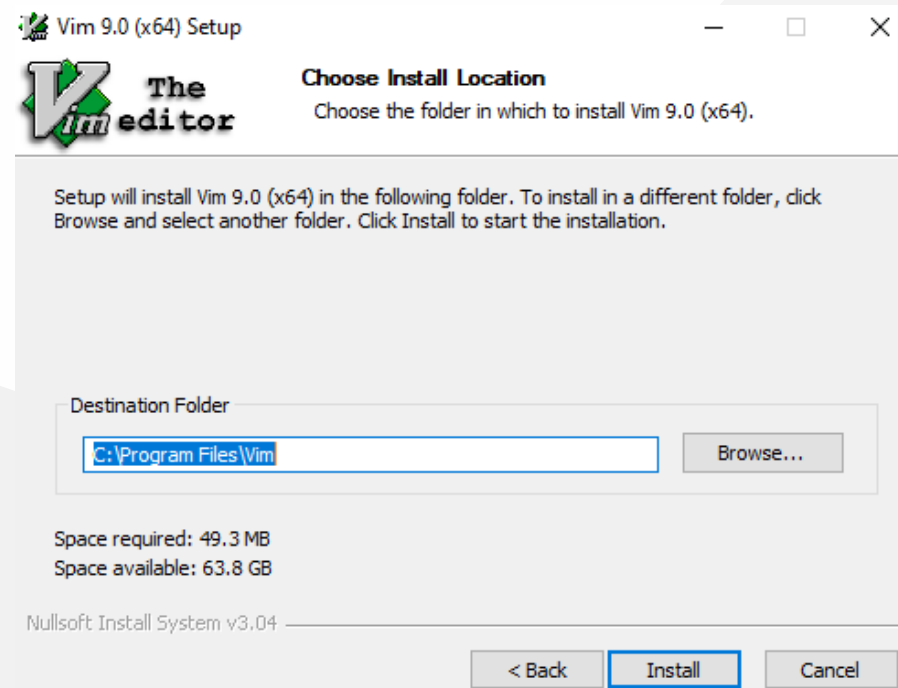 Vim 9.0 (x64) Setup
The
Vim editor
Choose Install Location
Choose the folder in which to install Vim 9.0 (x64).
Setup will install Vim 9.0 (x64) in the following folder. To install in a different folder, click
Browse and select another folder. Click Install to start the installation.
Destination Folder
C:\Program Files\Vim
Browse...
Space required: 49.3 MB
Space available: 63.8 GB
Nullsoft Install System v3.04
< Back
Install
Cancel